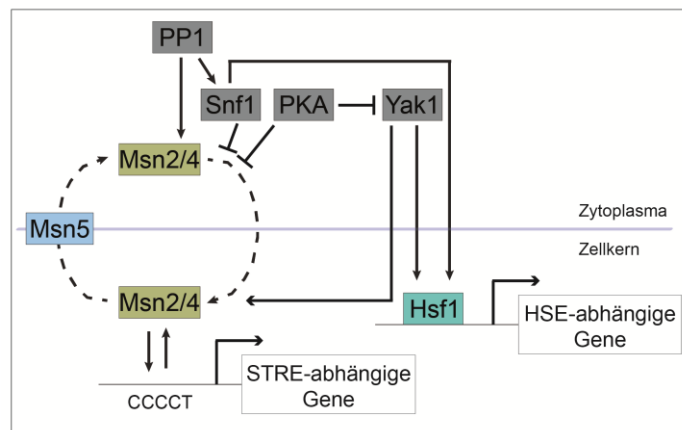 PP1
Snf1
PKA
Yak1
Msn2/4
Zytoplasma
Msn5
Zellkern
Msn2/4
Hsf1
HSE-abhängige
Gene
STRE-abhängige
Gene
CCCCT